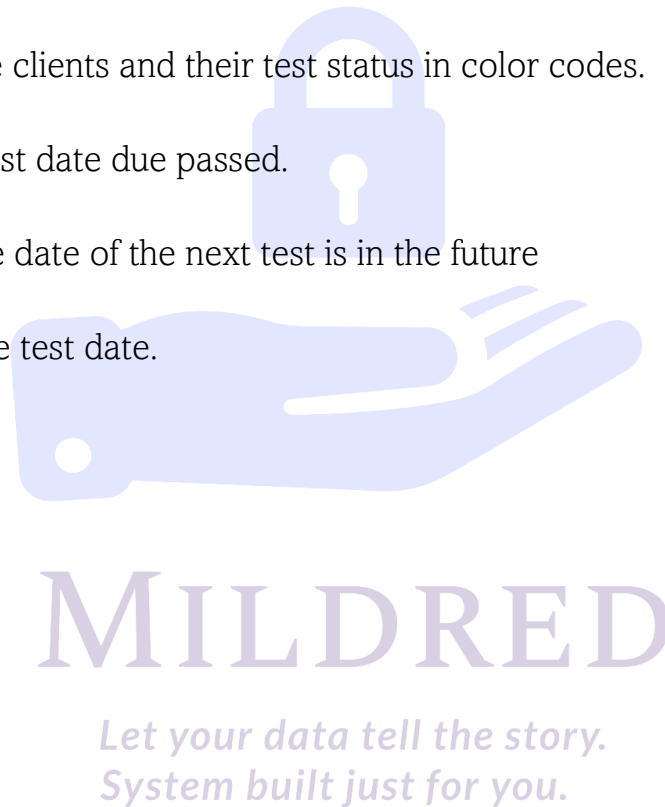 clients and their test status in color codes.
date due passed.
date of the next test is in the future
test date.
MILDRED
Let your data tell the story.
System built just for you.